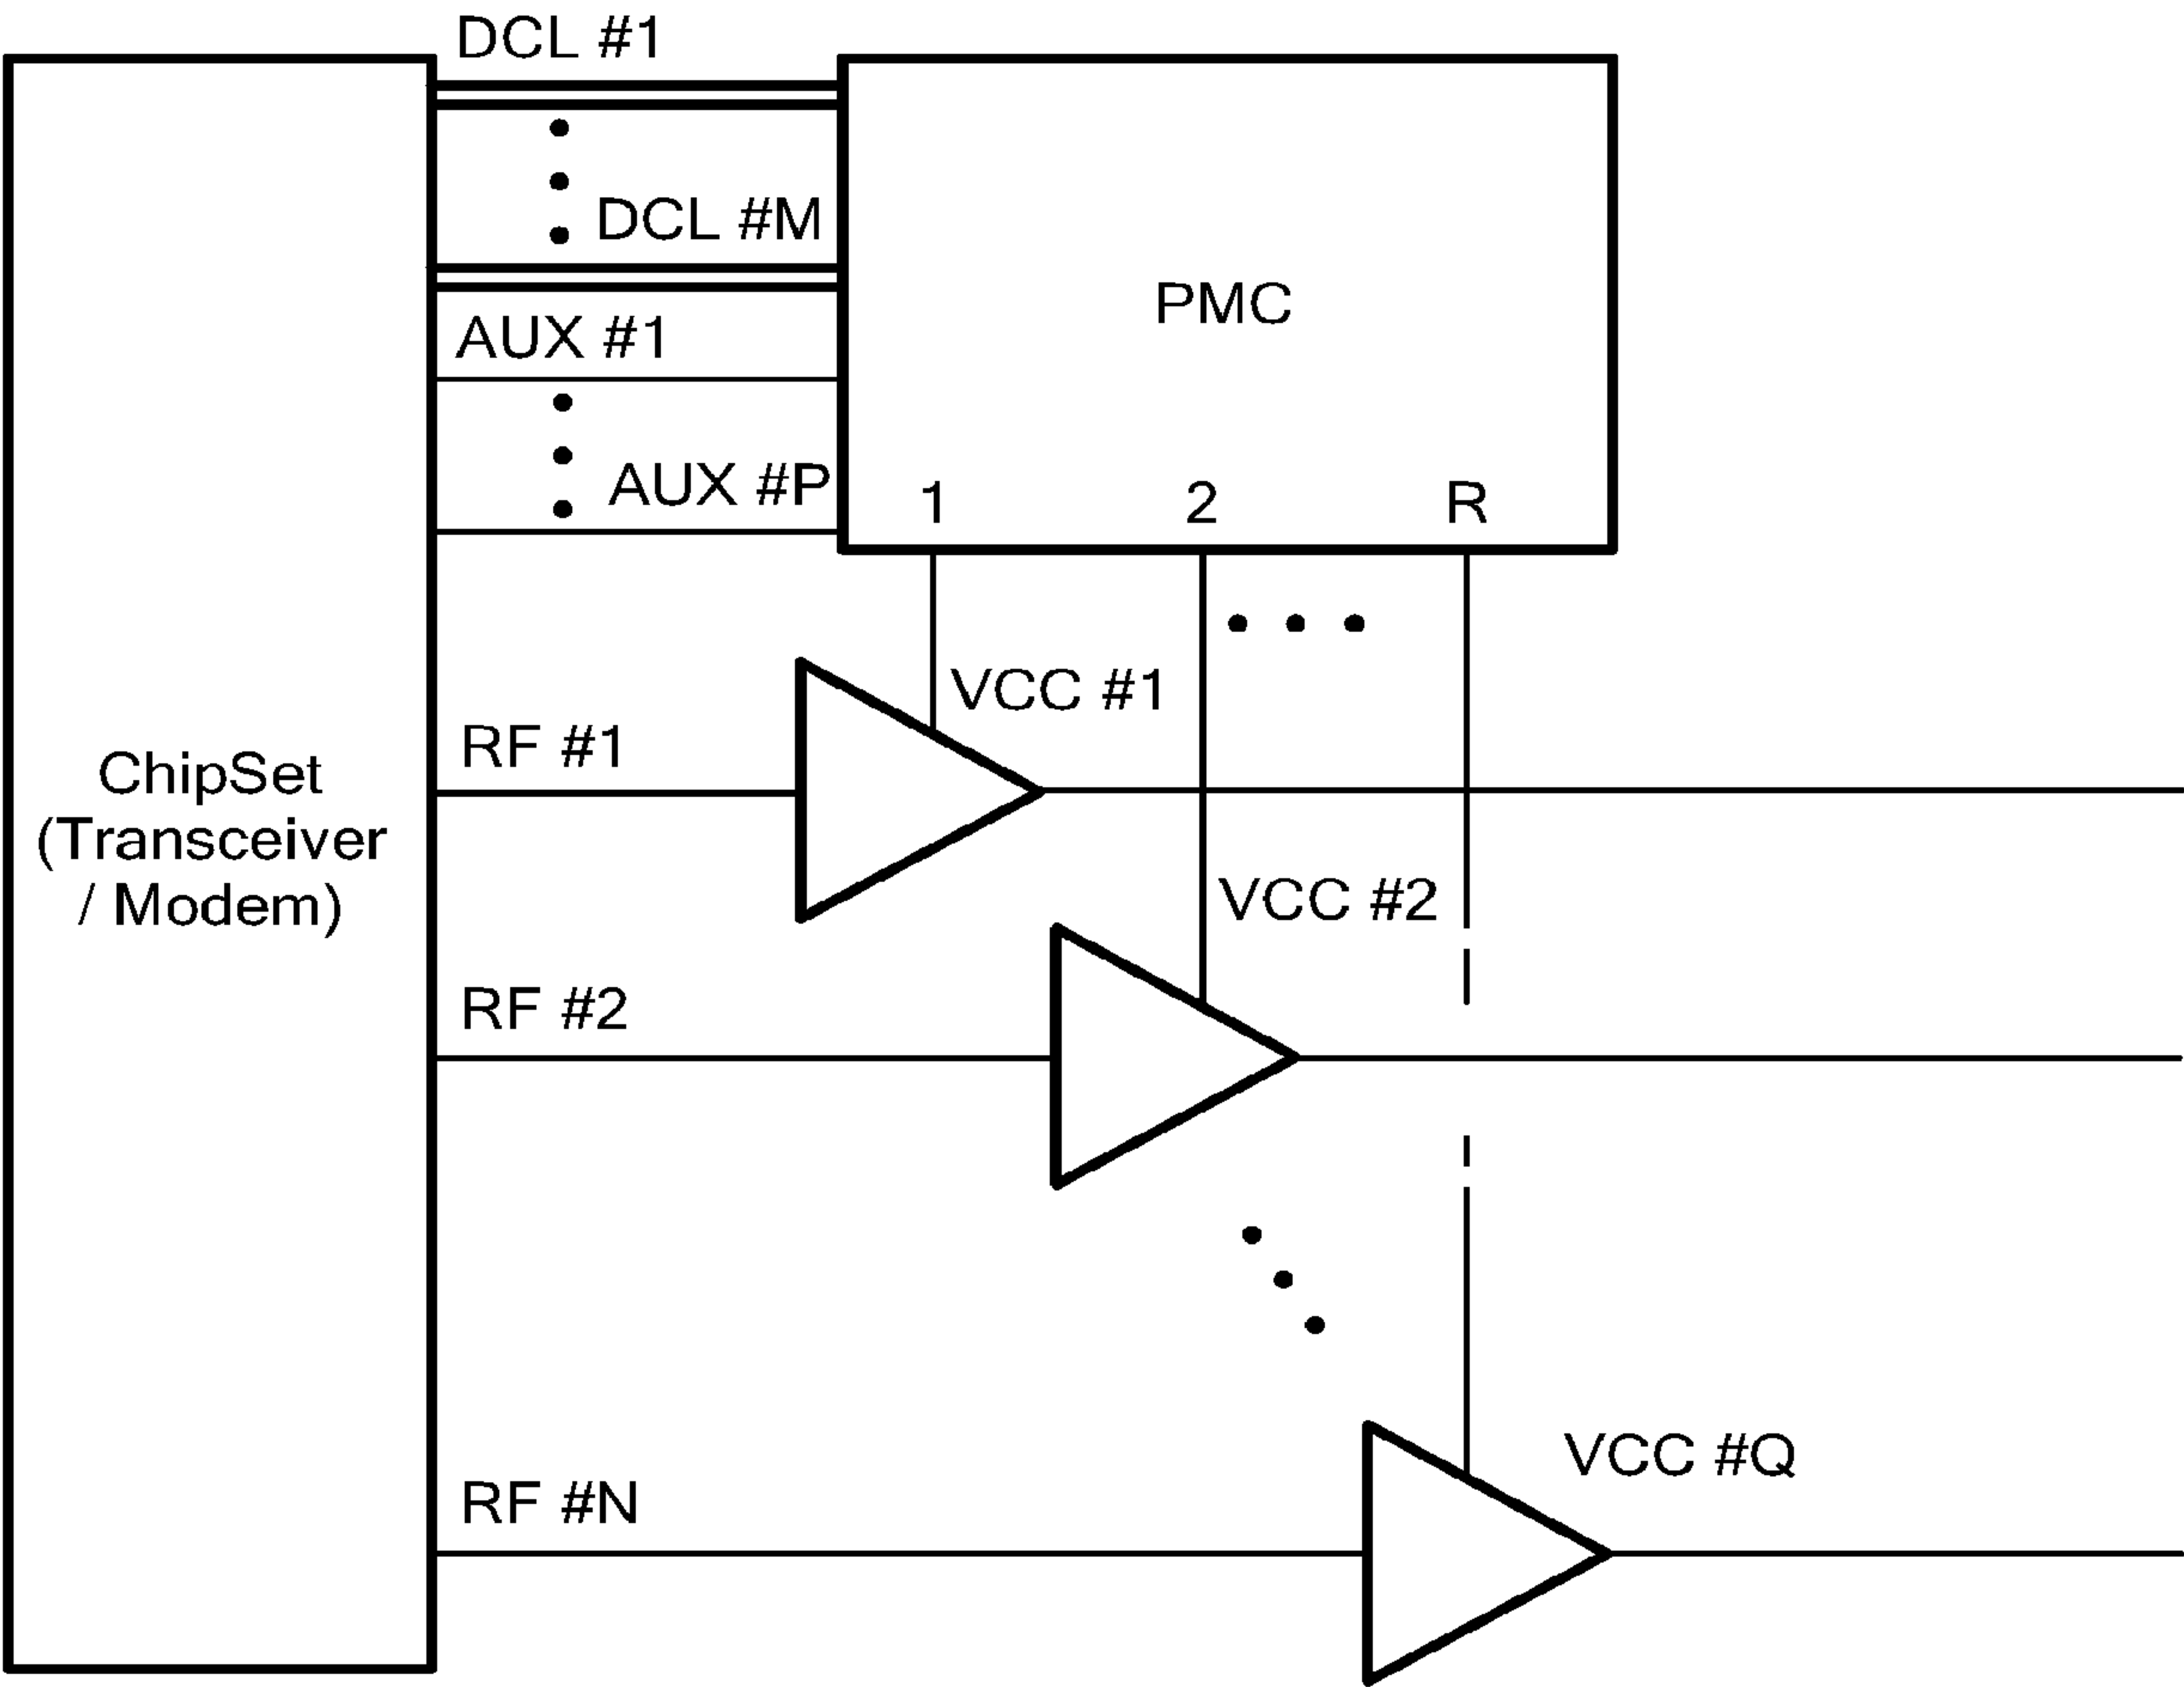 DCL #1
DCL #M
PMC
AUX #1
AUX #P
1
2
R
VCC #1
RF #1
ChipSet
(Transceiver
/ Modem)
VCC #2
RF #2
VCC #Q
RF #N